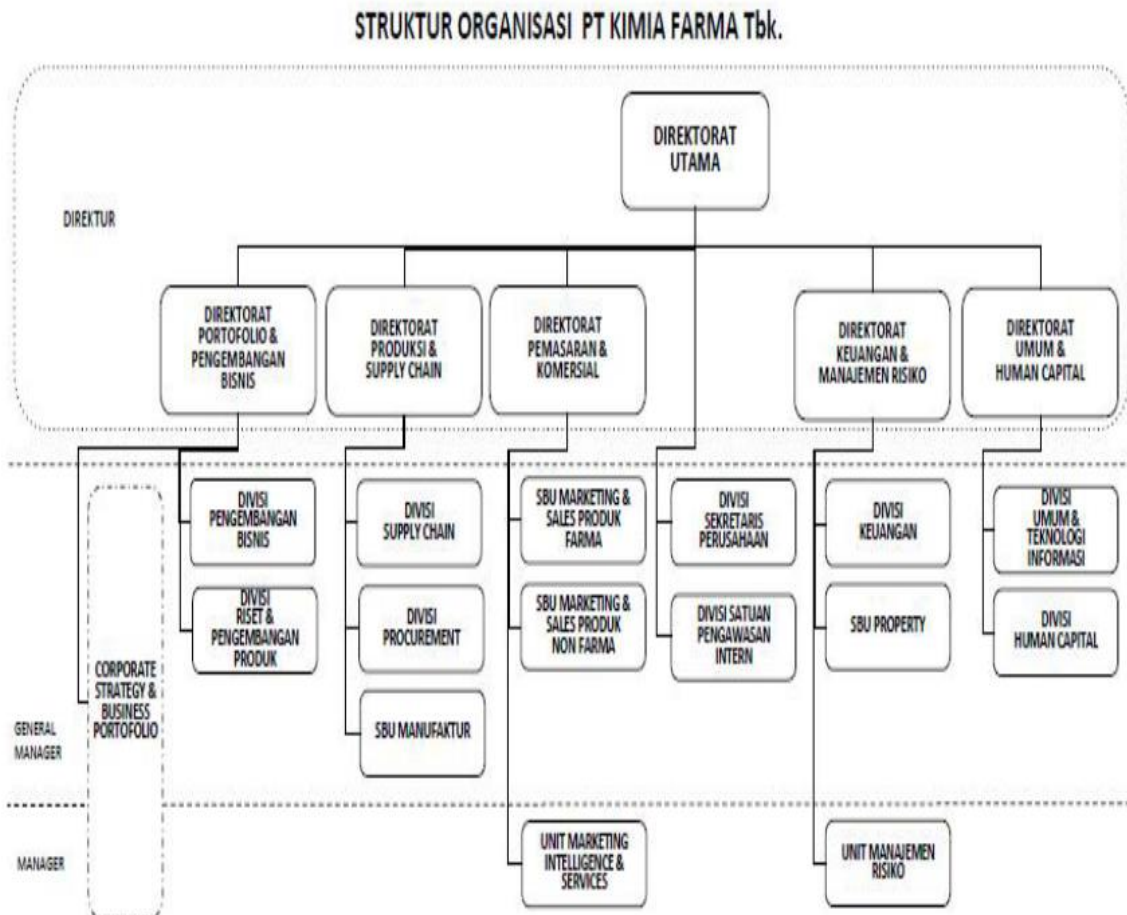 STRUKTUR ORGANISASI PT KIMIA FARMA Tbk.
DIREKTORAT
UTAMA
DIREKTUR
DIREKTORAT
PORTOFOLIO &
PENGEMBANGAN
BISNIS
DIREKTORAT
PRODUKSI &
SUPPLY CHAIN
DIREKTORAT
PEMASARAN &
KOMERSIAL
DIREKTORAT
KEUANGAN &
MANAJEMEN RISIKO
DIREKTORAT
UMUM &
HUMAN CAPITAL
DIVISI
PENGEMBANGAN
BISNIS
DIVISI
SUPPLY CHAIN
SBU MARKETING &
SALES PRODUK
FARMA
DIVISI
SEKRETARIS
PERUSAHAAN
DIVISI
KEUANGAN
DIVISI
UMUM &
TEKNOLOGI
INFORMASI
DIVISI
RISET &
PENGEMBANGAN
PRODUK
DIVISI
PROCUREMENT
SBU MARKETING &
SALES PRODUK
NON FARMA
DIVISI SATUAN
PENGAWASAN
INTERN
SBU PROPERTY
DIVISI
HUMAN CAPITAL
CORPORATE
STRATEGY &
BUSINESS
PORTOFOLIO
SBU MANUFAKTUR
GENERAL
MANAGER
MANAGER
UNIT MARKETING
INTELLIGENCE &
SERVICES
UNIT MANAJEMEN
RISIKO